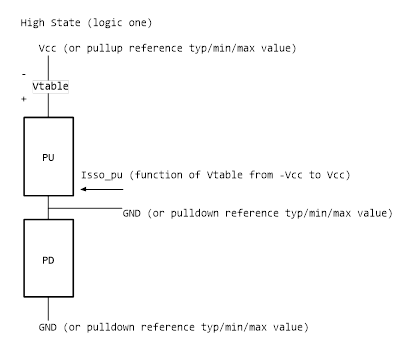 High State (logic one)
Vcc (or pullup reference typ/min/max value)
-
Vtable
+
PU
Isso_pu (function of Vtable from -Vcc to Vcc)
GND (or pulldown reference typ/min/max value)
PD
GND (or pulldown reference typ/min/max value)